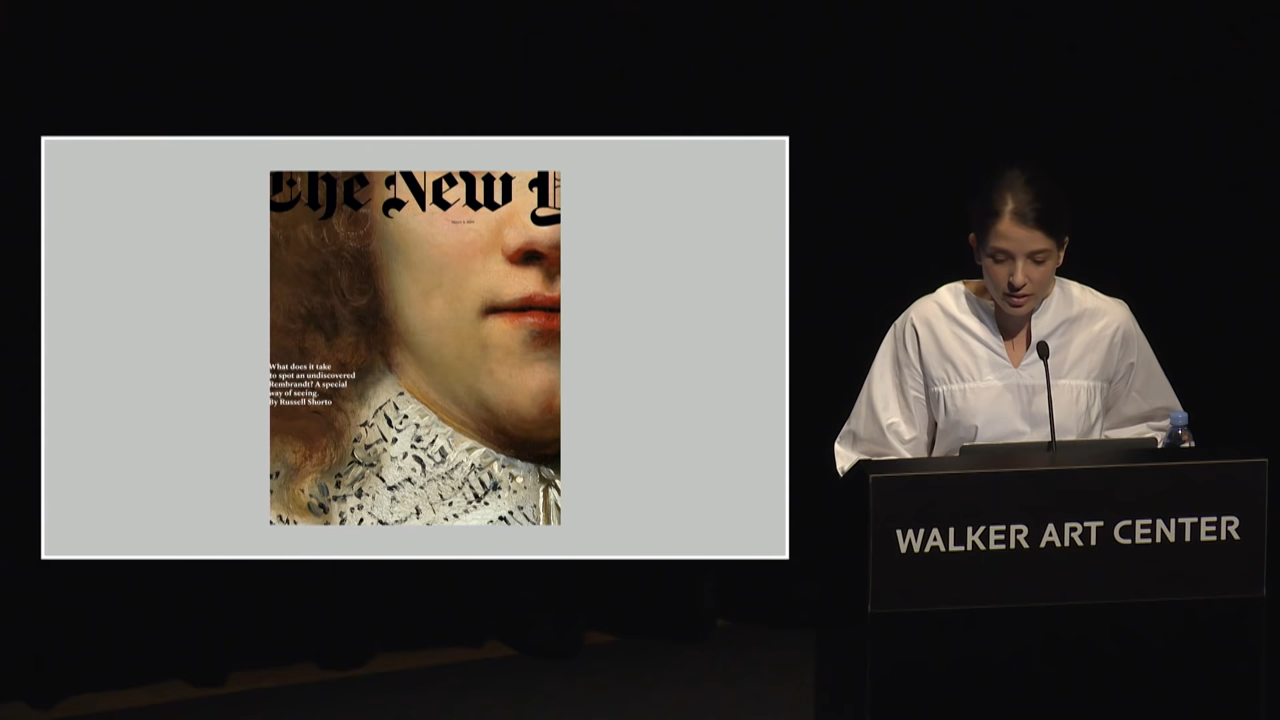 The New Y
What does it take
to spot an undiscovered
Rembrandt? A special
way of seeing.
By Russell Shorto
WALKER ART CENTER